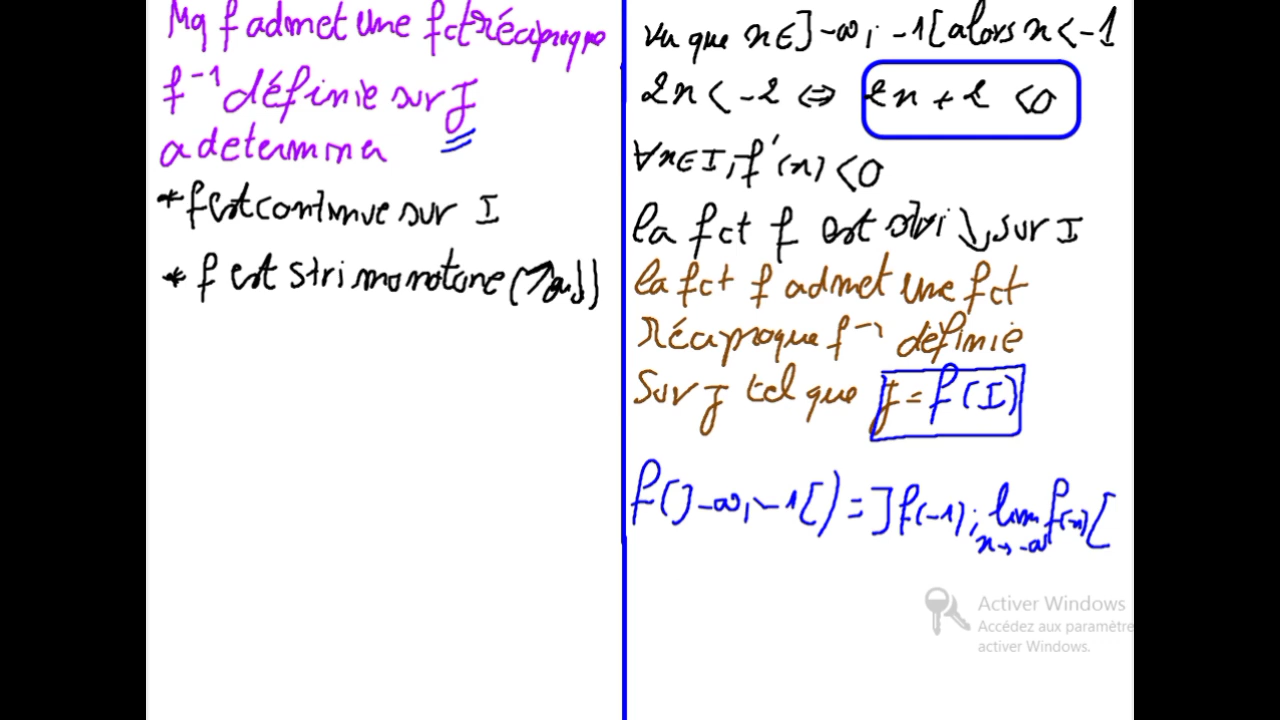 Mq f admet une fct réciproque
f⁻¹ définie sur J
a determiner
* f est continue sur I
* f est stri monotone (↗ou↓)
Vu que x ∈ ]-∞; -1[ alors x < -1
2x < -2 ⇔ 2x + 2 < 0
∀x ∈ I, f'(x) < 0
la fct f est stri ↘ sur I
la fct f admet une fct
réciproque f⁻¹ définie
Sur J tel que J = f(I)
f(]-∞, -1[) = ]f(-1); lim f(x)[
x→-∞
Activer Windows
Accédez aux paramètre
activer Windows.